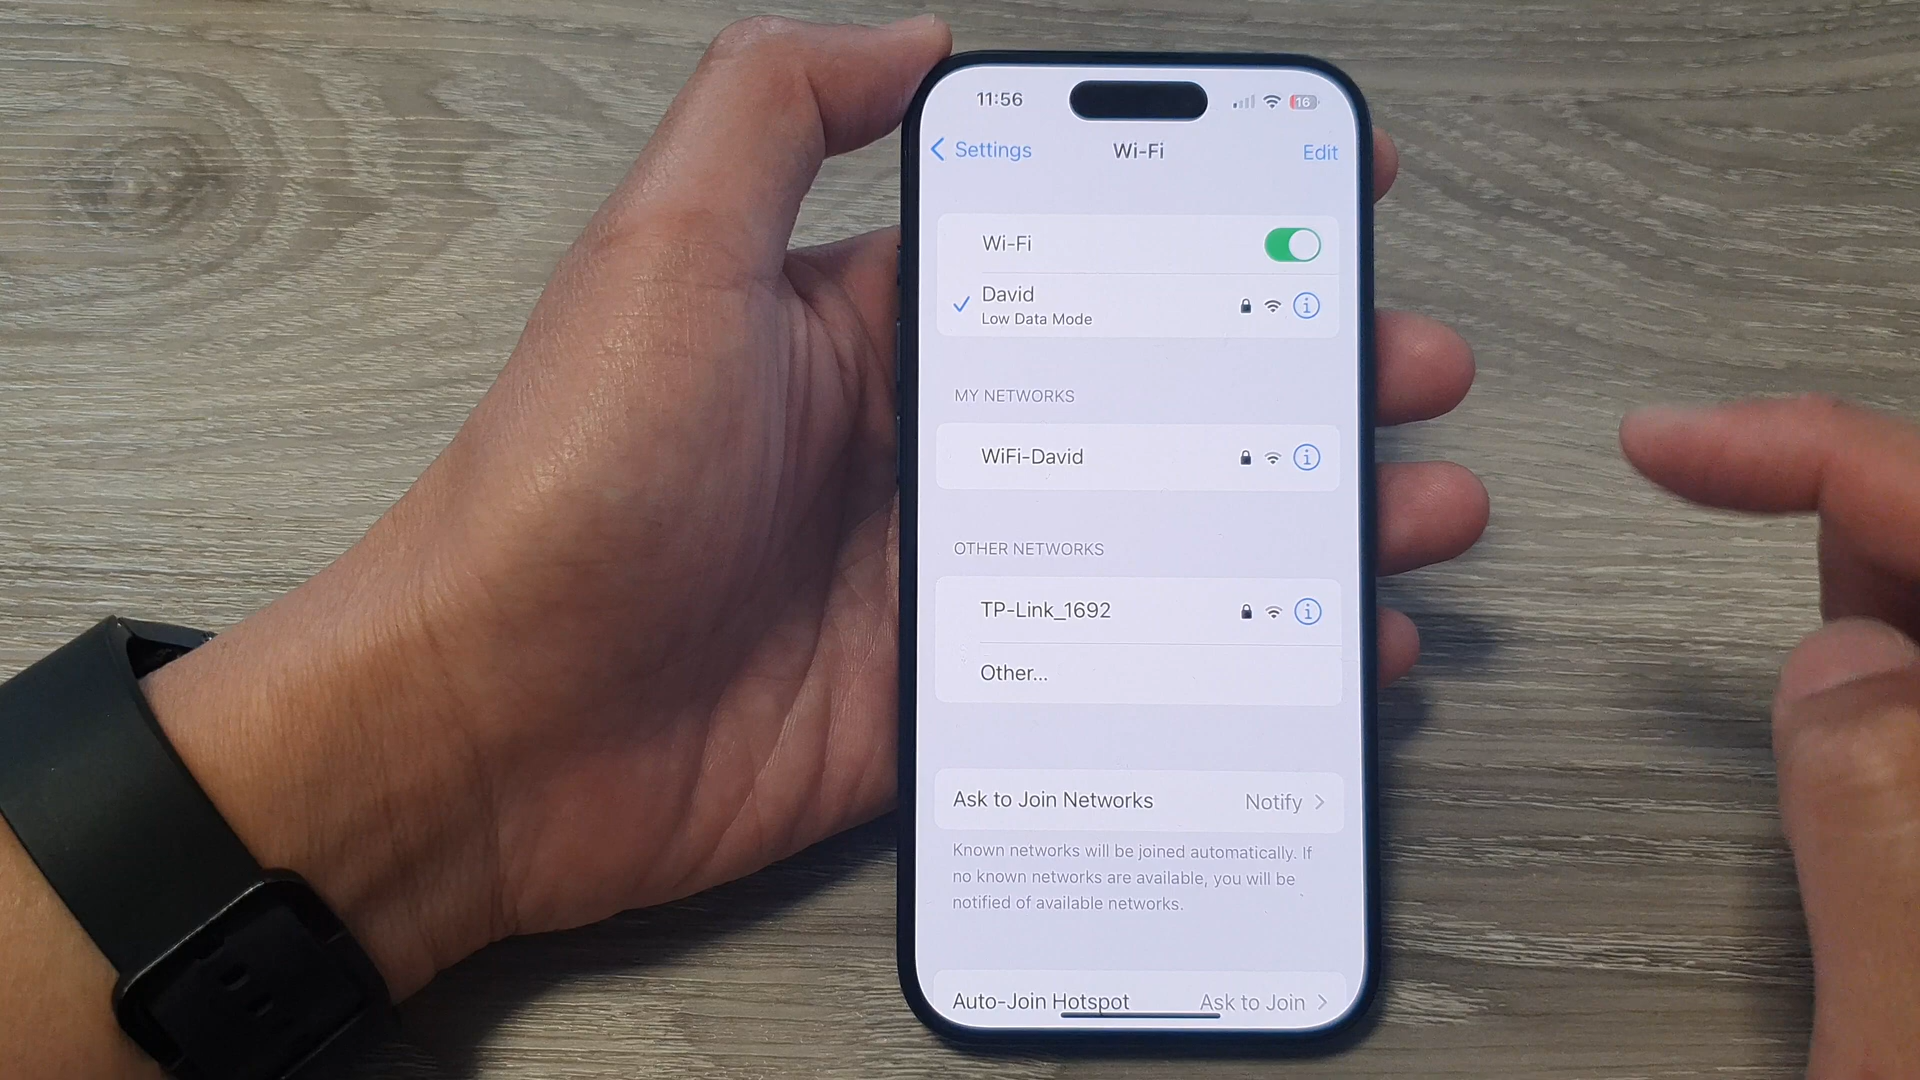 11:56
16
Settings
Wi-Fi
Edit
Wi-Fi
David
Low Data Mode
MY NETWORKS
WiFi-David
OTHER NETWORKS
TP-Link_1692
Other...
Ask to Join Networks
Notify
Known networks will be joined automatically. If
no known networks are available, you will be
notified of available networks.
Auto-Join Hotspot
Ask to Join